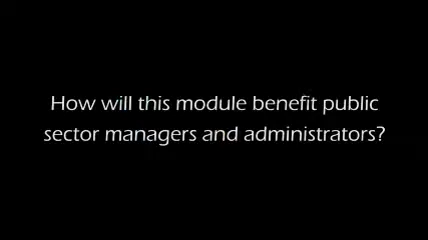 How will this module benefit public
sector managers and administrators?